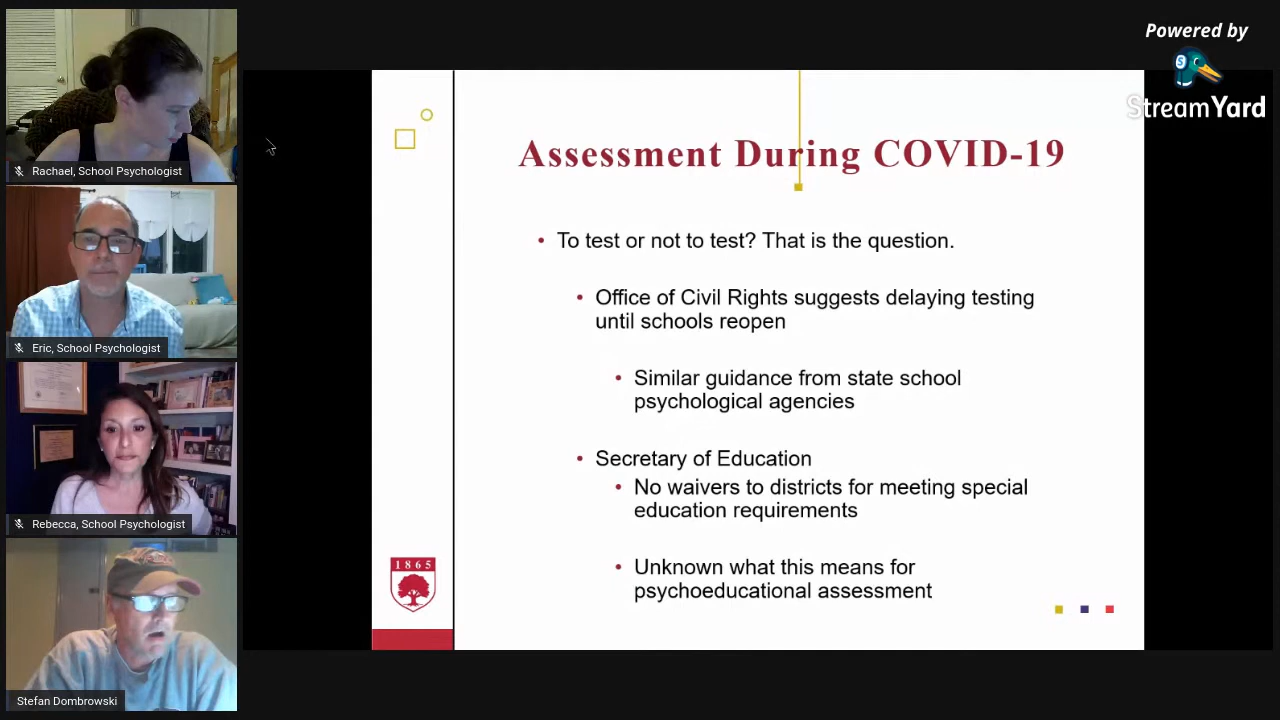 Rachael, School Psychologist
Eric, School Psychologist
Rebecca, School Psychologist
Stefan Dombrowski
Powered by
StreamYard
Assessment During COVID-19
• To test or not to test? That is the question.
• Office of Civil Rights suggests delaying testing
until schools reopen
• Similar guidance from state school
psychological agencies
• Secretary of Education
• No waivers to districts for meeting special
education requirements
• Unknown what this means for
psychoeducational assessment
1865